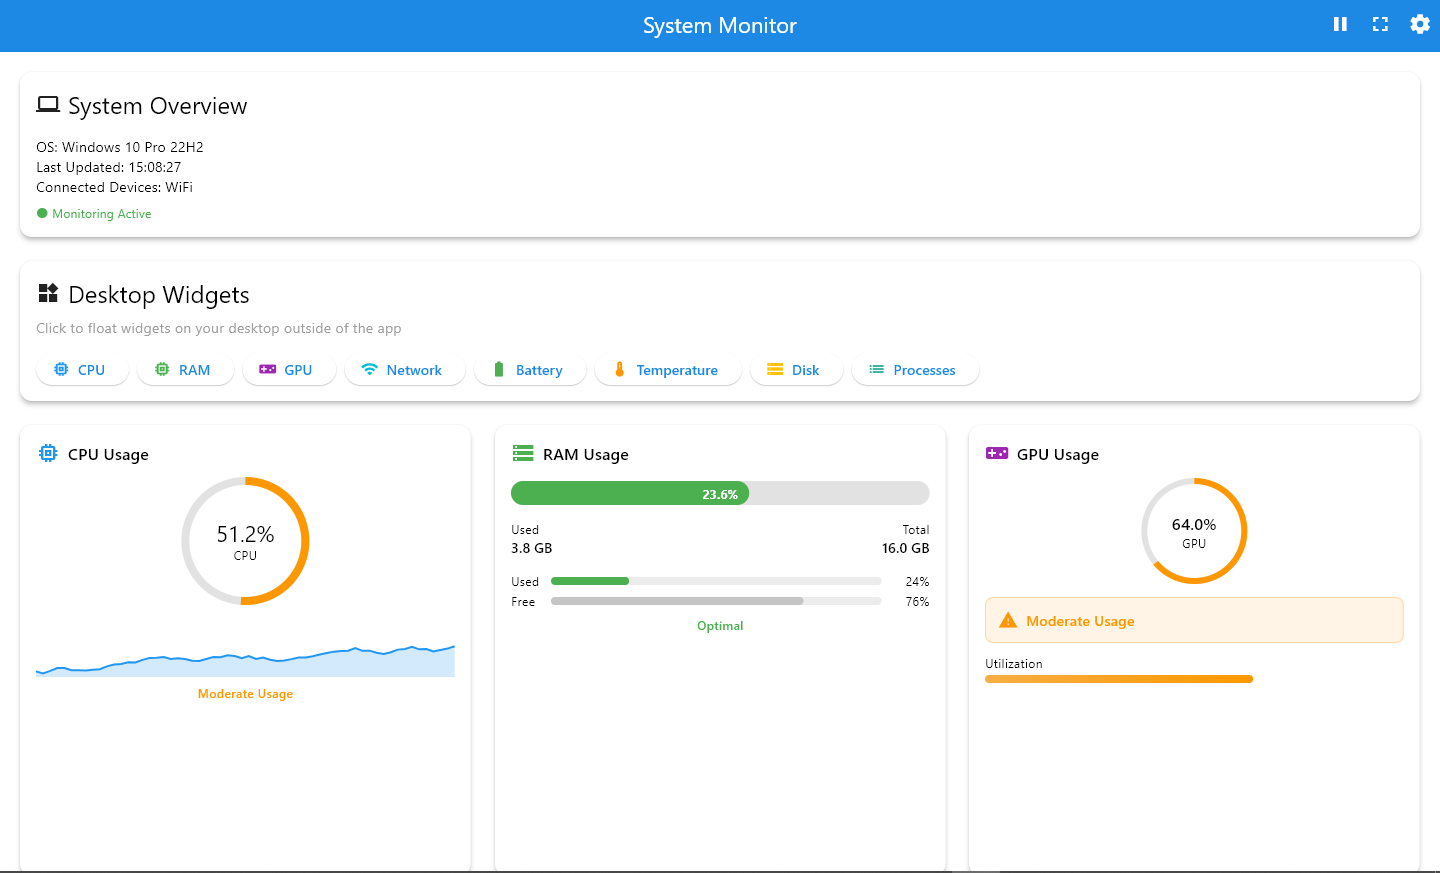 System Monitor
System Overview
OS: Windows 10 Pro 22H2
Last Updated: 15:08:27
Connected Devices: WiFi
Monitoring Active
Desktop Widgets
Click to float widgets on your desktop outside of the app
CPU RAM GPU Network Battery Temperature Disk Processes
CPU Usage
51.2%
CPU
Moderate Usage
RAM Usage
23.6%
Used Total
3.8 GB 16.0 GB
Used 24%
Free 76%
Optimal
GPU Usage
64.0%
GPU
Moderate Usage
Utilization